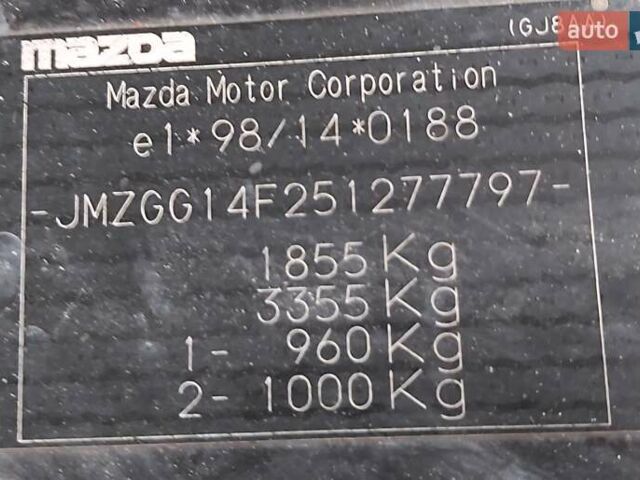 mazda
auto
Mazda Motor Corporation
e1*98/14*0188
-JMZGG14F251277797-
1855Kg
3355Kg
1- 960Kg
2- 1000Kg